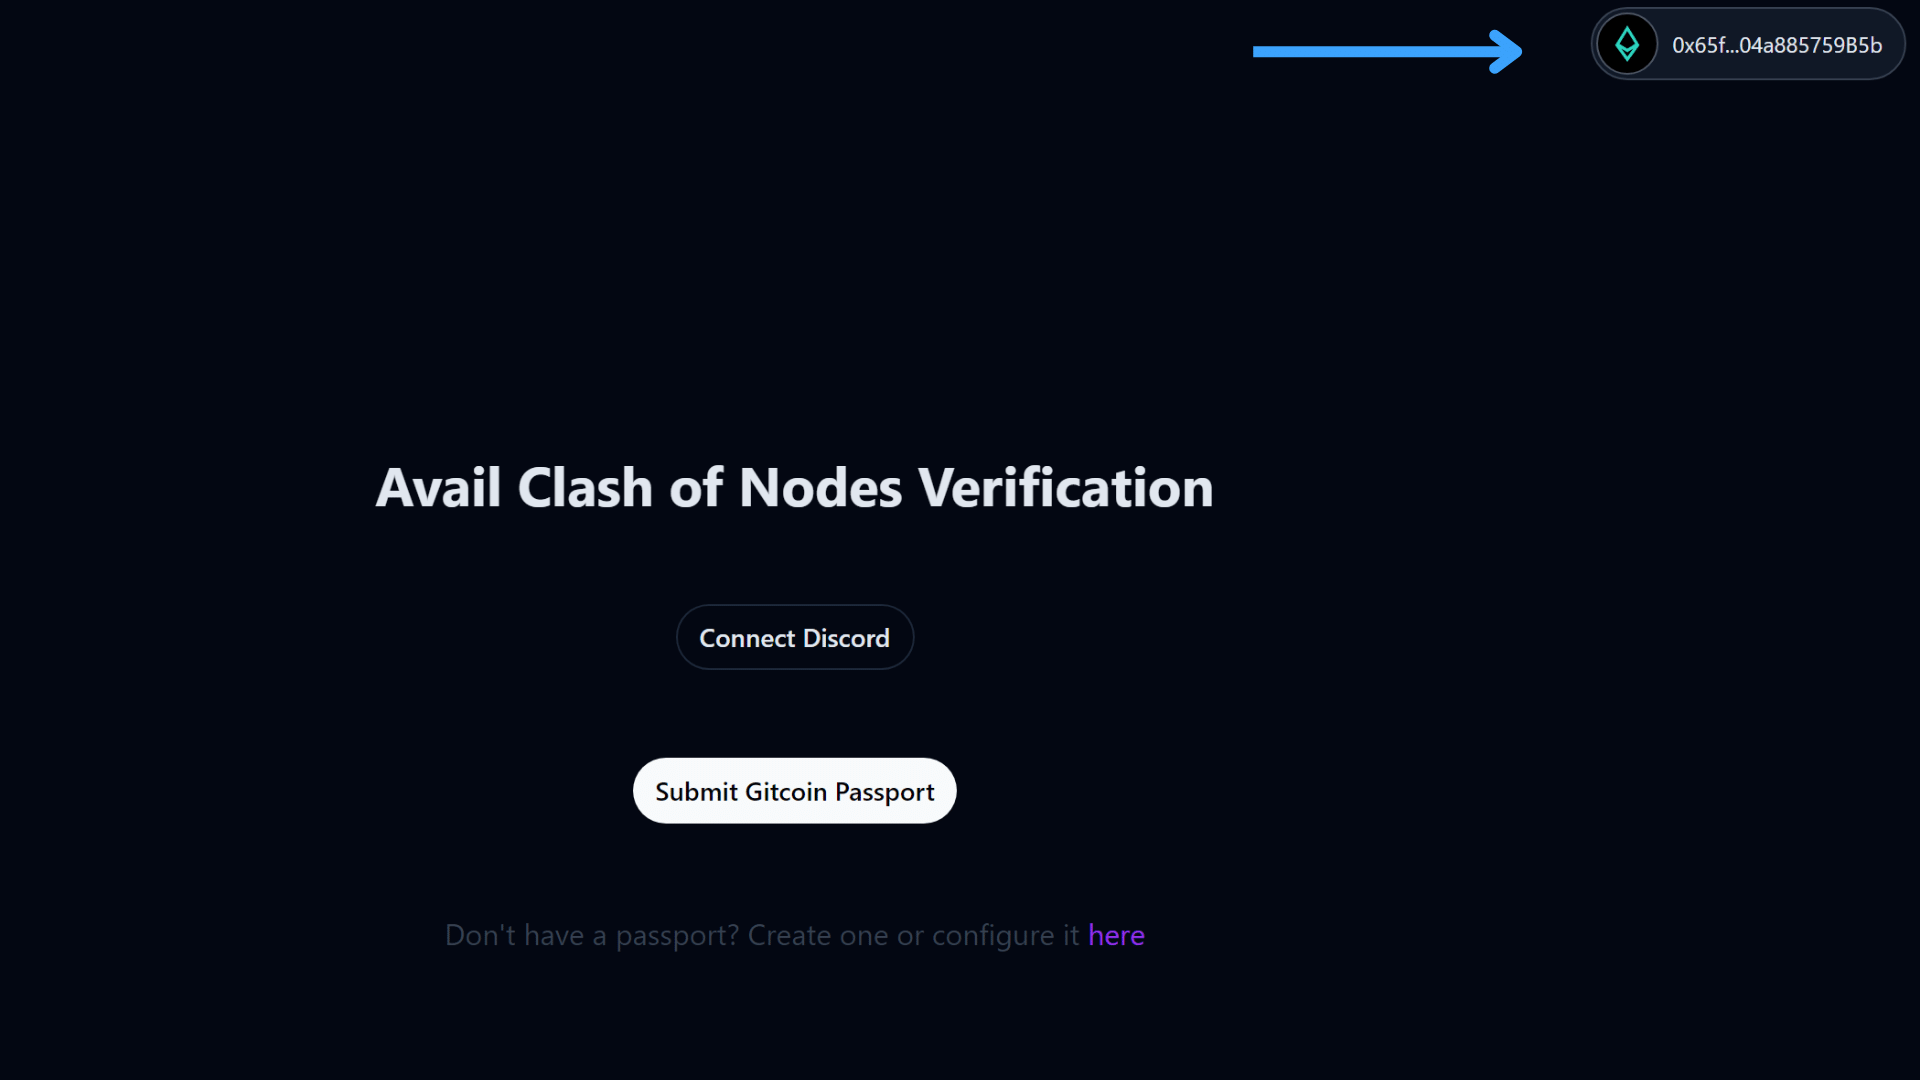 0x65f...04a885759B5b
Avail Clash of Nodes Verification
Connect Discord
Submit Gitcoin Passport
Don't have a passport? Create one or configure it here